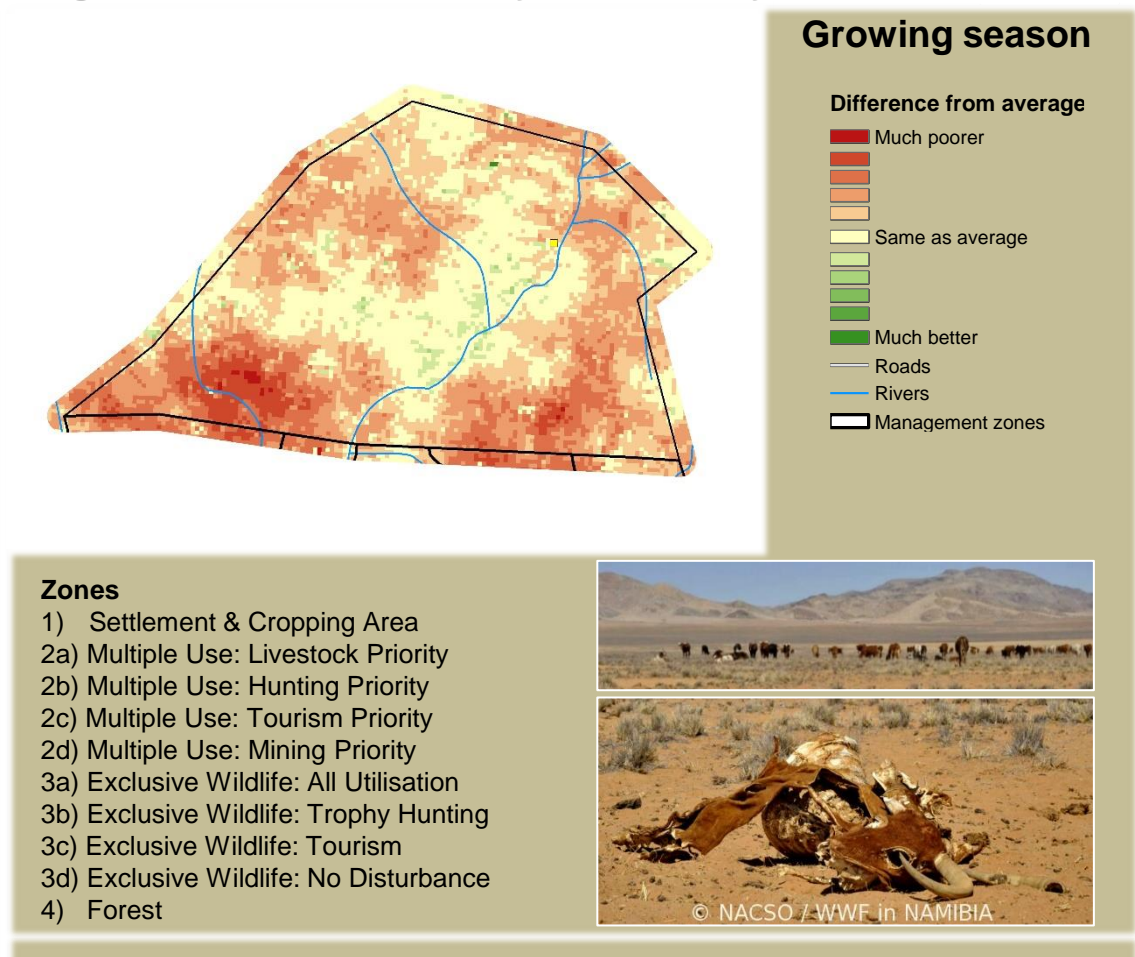 Growing season
Difference from average
Much poorer
Same as average
Much better
Roads
Rivers
Management zones
Zones
1) Settlement & Cropping Area
2a) Multiple Use: Livestock Priority
2b) Multiple Use: Hunting Priority
2c) Multiple Use: Tourism Priority
2d) Multiple Use: Mining Priority
3a) Exclusive Wildlife: All Utilisation
3b) Exclusive Wildlife: Trophy Hunting
3c) Exclusive Wildlife: Tourism
3d) Exclusive Wildlife: No Disturbance
4) Forest
© NACSO / WWF in NAMIBIA